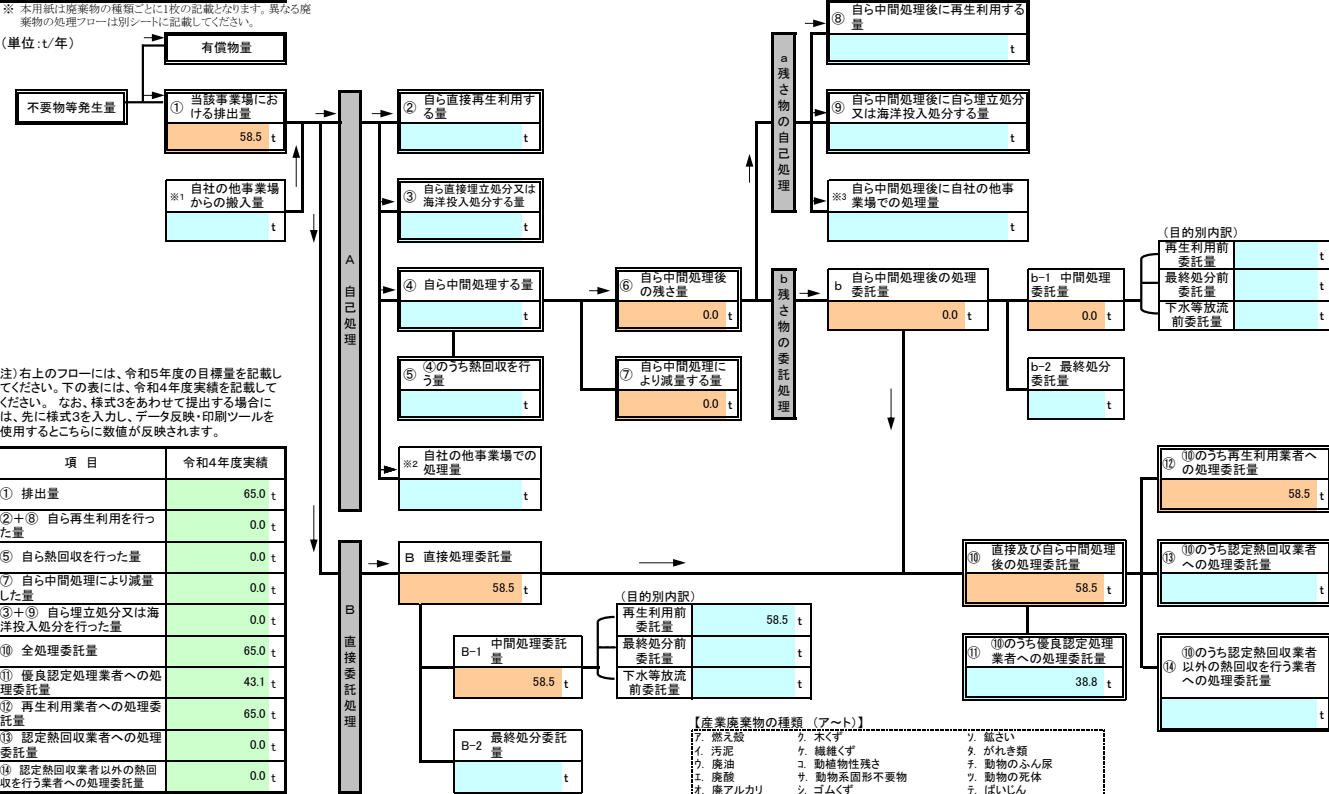 ※ 本用紙は廃棄物の種類ごとに1枚の記載となります。異なる廃
棄物の処理フローは別シートに記載してください。
(単位:t/年)
有償物量
不要物等発生量
① 当該事業場にお
ける排出量
58.5 t
※1 自社の他事業場
からの搬入量
t
A 自己処理
② 自ら直接再生利用す
る量
t
③ 自ら直接埋立処分又は
海洋投入処分する量
t
④ 自ら中間処理する量
t
⑤ ④のうち熱回収を行
う量
t
※2 自社の他事業場での
処理量
t
⑥ 自ら中間処理後
の残さ量
0.0 t
⑦ 自ら中間処理に
より減量する量
0.0 t
a 残さ物の自己処理
⑧ 自ら中間処理後に再生利用する
量
t
⑨ 自ら中間処理後に自ら埋立処分
又は海洋投入処分する量
t
※3 自ら中間処理後に自社の他事
業場での処理量
t
b 残さ物の委託処理
b 自ら中間処理後の処理
委託量
0.0 t
b-1 中間処理
委託量
0.0 t
b-2 最終処分
委託量
t
(目的別内訳)
再生利用前
委託量
t
最終処分前
委託量
t
下水等放流
前委託量
t
注)右上のフローには、令和5年度の目標量を記載し
てください。下の表には、令和4年度実績を記載して
ください。 なお、様式3をあわせて提出する場合に
は、先に様式3を入力し、データ反映・印刷ツールを
使用するとこちらに数値が反映されます。
項 目 令和4年度実績
① 排出量 65.0 t
②+⑧ 自ら再生利用を行っ
た量 0.0 t
⑤ 自ら熱回収を行った量 0.0 t
⑦ 自ら中間処理により減量
した量 0.0 t
③+⑨ 自ら埋立処分又は海
洋投入処分を行った量 0.0 t
⑩ 全処理委託量 65.0 t
⑪ 優良認定処理業者への処
理委託量 43.1 t
⑫ 再生利用業者への処理委
託量 65.0 t
⑬ 認定熱回収業者への処理
委託量 0.0 t
⑭ 認定熱回収業者以外の熱回
収を行う業者への処理委託量 0.0 t
B 直接委託処理
B 直接処理委託量
58.5 t
B-1 中間処理委託
量
58.5 t
B-2 最終処分委託
量
t
(目的別内訳)
再生利用前
委託量
58.5 t
最終処分前
委託量
t
下水等放流
前委託量
t
⑩ 直接及び自ら中間処理
後の処理委託量
58.5 t
⑪ ⑩のうち優良認定処理
業者への処理委託量
38.8 t
⑫ ⑩のうち再生利用業者へ
の処理委託量
58.5 t
⑬ ⑩のうち認定熱回収業者
への処理委託量
t
⑭ ⑩のうち認定熱回収業者
以外の熱回収を行う業者
への処理委託量
t
【産業廃棄物の種類 (ア~ト)】
ア. 燃え殻 ク. 木くず ソ. 鉱さい
イ. 汚泥 ケ. 繊維くず タ. がれき類
ウ. 廃油 コ. 動植物性残さ チ. 動物のふん尿
エ. 廃酸 サ. 動物系固形不要物 ツ. 動物の死体
オ. 廃アルカリ シ. ゴムくず テ. ばいじん